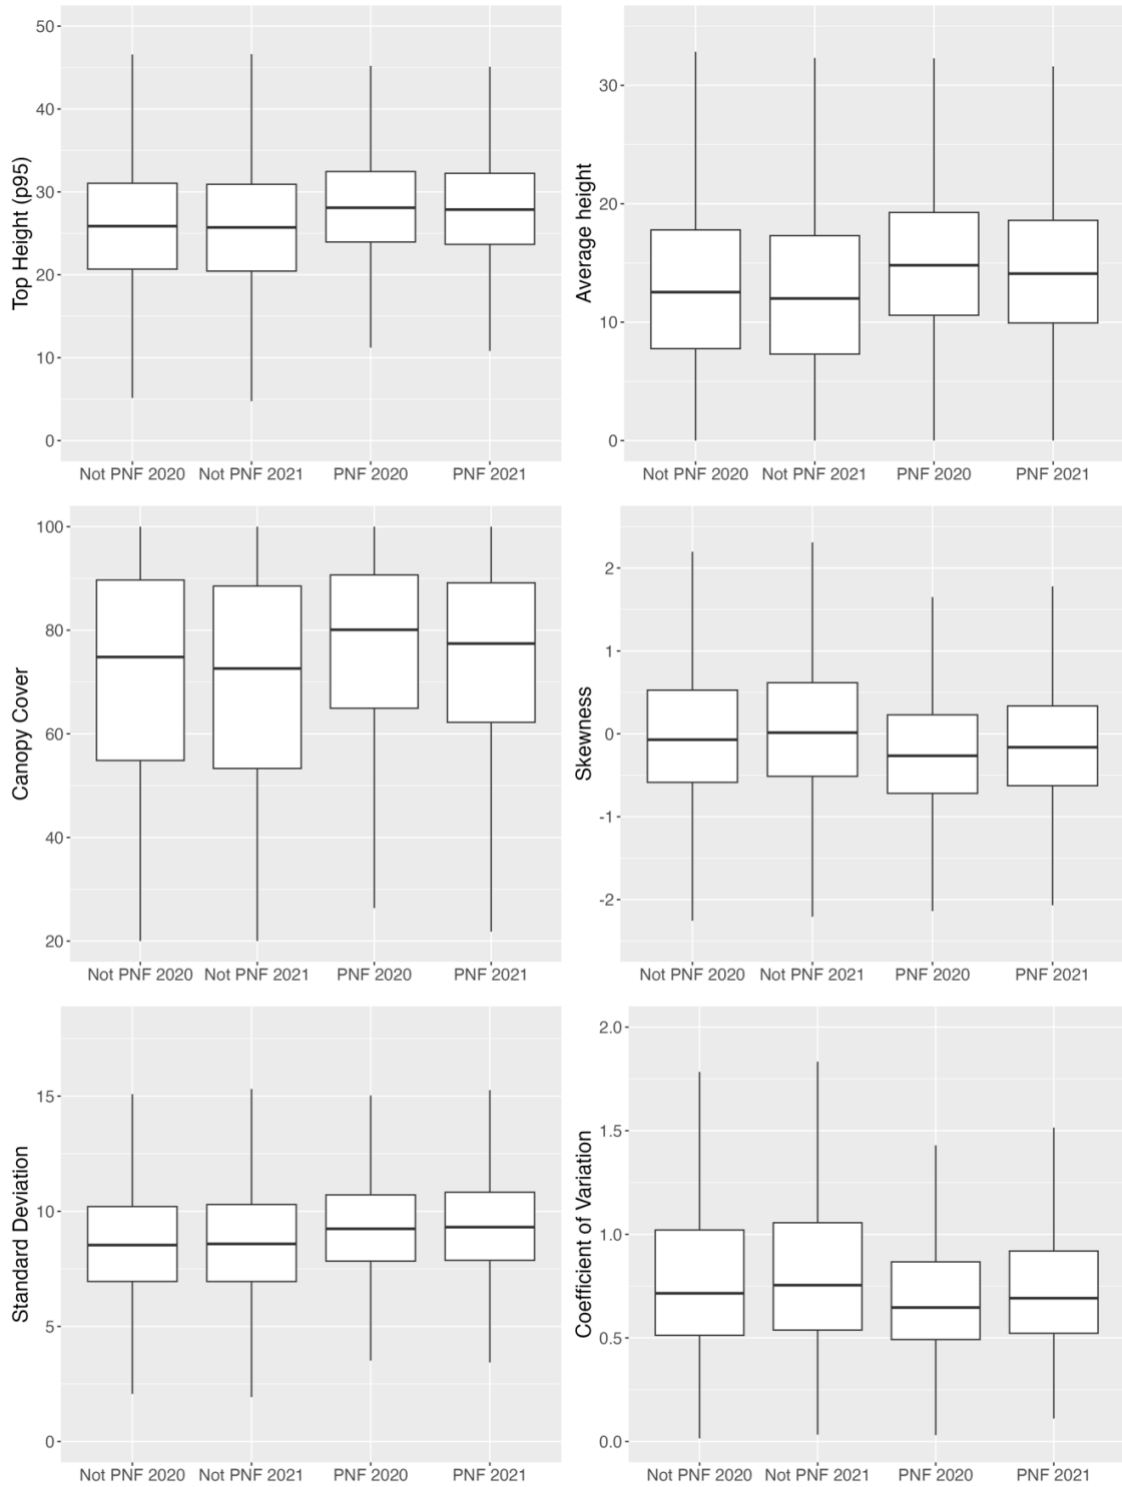 Top Height (p95)
50
40
30
20
10
0
Not PNF 2020 Not PNF 2021 PNF 2020 PNF 2021
Average height
30
20
10
0
Not PNF 2020 Not PNF 2021 PNF 2020 PNF 2021
Canopy Cover
100
80
60
40
20
Not PNF 2020 Not PNF 2021 PNF 2020 PNF 2021
Skewness
2
1
0
-1
-2
Not PNF 2020 Not PNF 2021 PNF 2020 PNF 2021
Standard Deviation
15
10
5
0
Not PNF 2020 Not PNF 2021 PNF 2020 PNF 2021
Coefficient of Variation
2.0
1.5
1.0
0.5
0.0
Not PNF 2020 Not PNF 2021 PNF 2020 PNF 2021